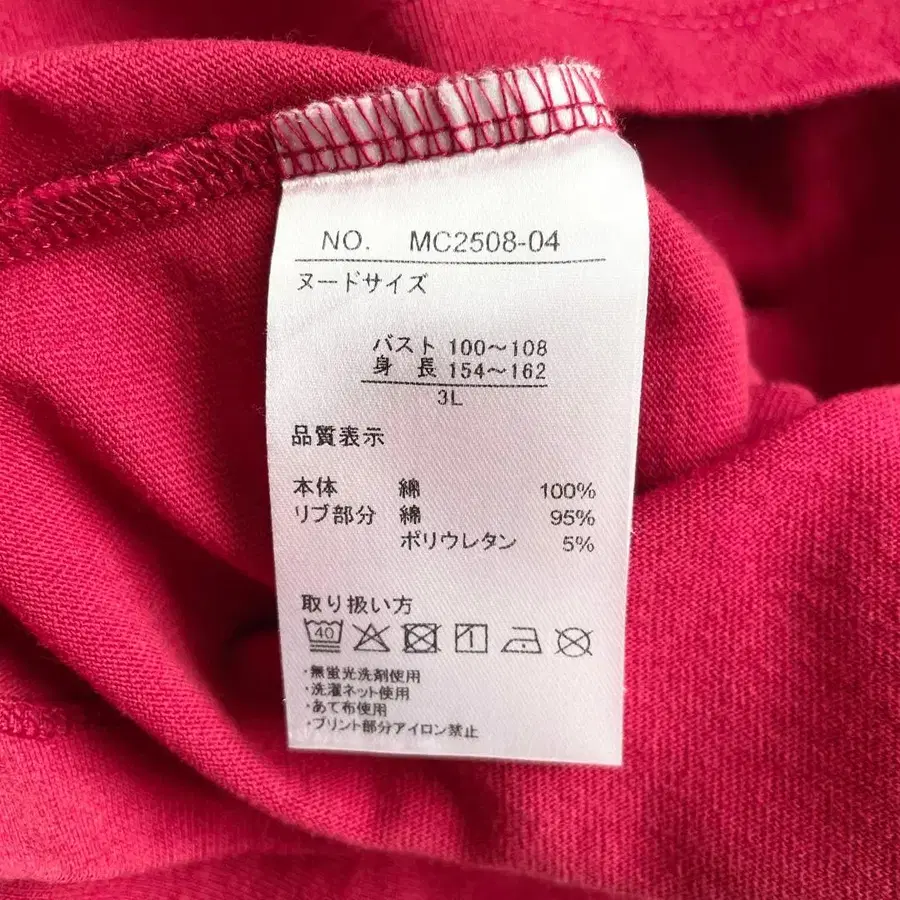 NO. MC2508-04
ヌードサイズ
バスト 100～108
身長 154～162
3L
品質表示
本体 綿 100%
リブ部分 綿 95%
ポリウレタン 5%
取り扱い方
40
・無蛍光洗剤使用
・洗濯ネット使用
・あて布使用
・プリント部分アイロン禁止